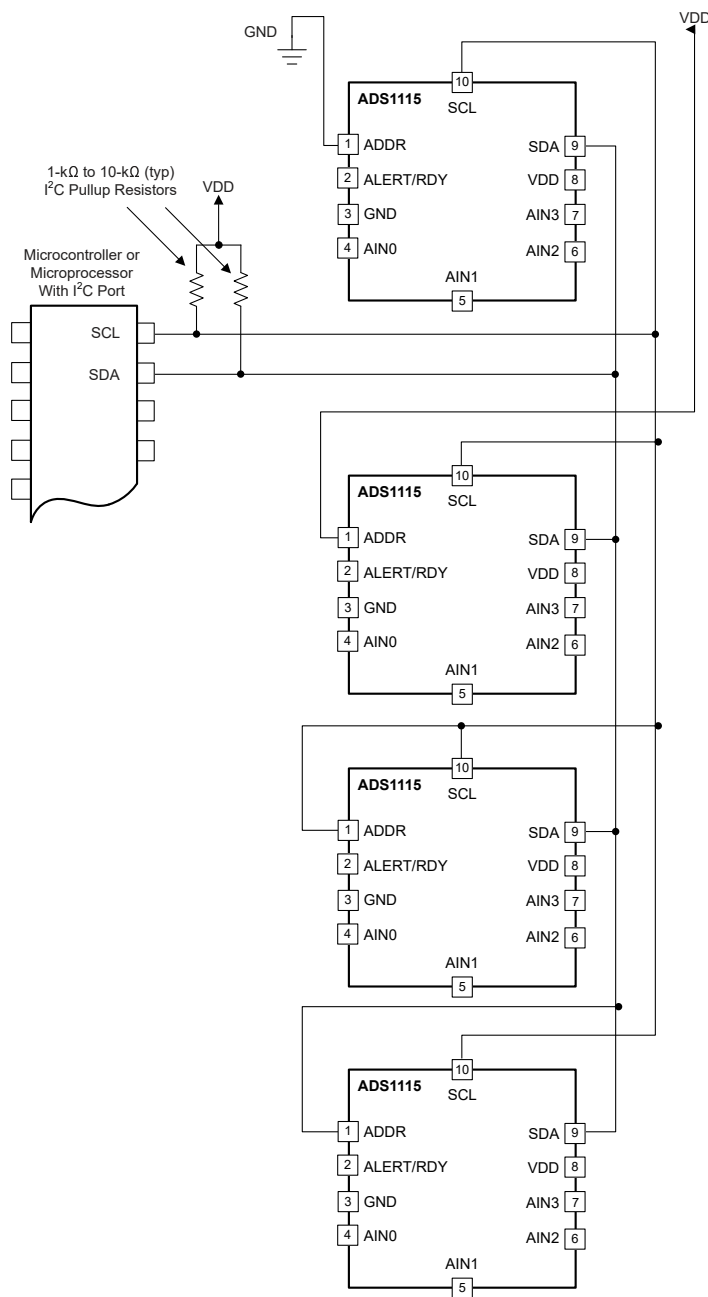 GND
VDD
10
ADS1115
SCL
1 ADDR
SDA 9
2 ALERT/RDY
VDD 8
3 GND
AIN3 7
4 AIN0
AIN2 6
AIN1
5
1-kΩ to 10-kΩ (typ)
I²C Pullup Resistors
VDD
Microcontroller or
Microprocessor
With I²C Port
SCL
SDA
10
ADS1115
SCL
1 ADDR
SDA 9
2 ALERT/RDY
VDD 8
3 GND
AIN3 7
4 AIN0
AIN2 6
AIN1
5
10
ADS1115
SCL
1 ADDR
SDA 9
2 ALERT/RDY
VDD 8
3 GND
AIN3 7
4 AIN0
AIN2 6
AIN1
5
10
ADS1115
SCL
1 ADDR
SDA 9
2 ALERT/RDY
VDD 8
3 GND
AIN3 7
4 AIN0
AIN2 6
AIN1
5